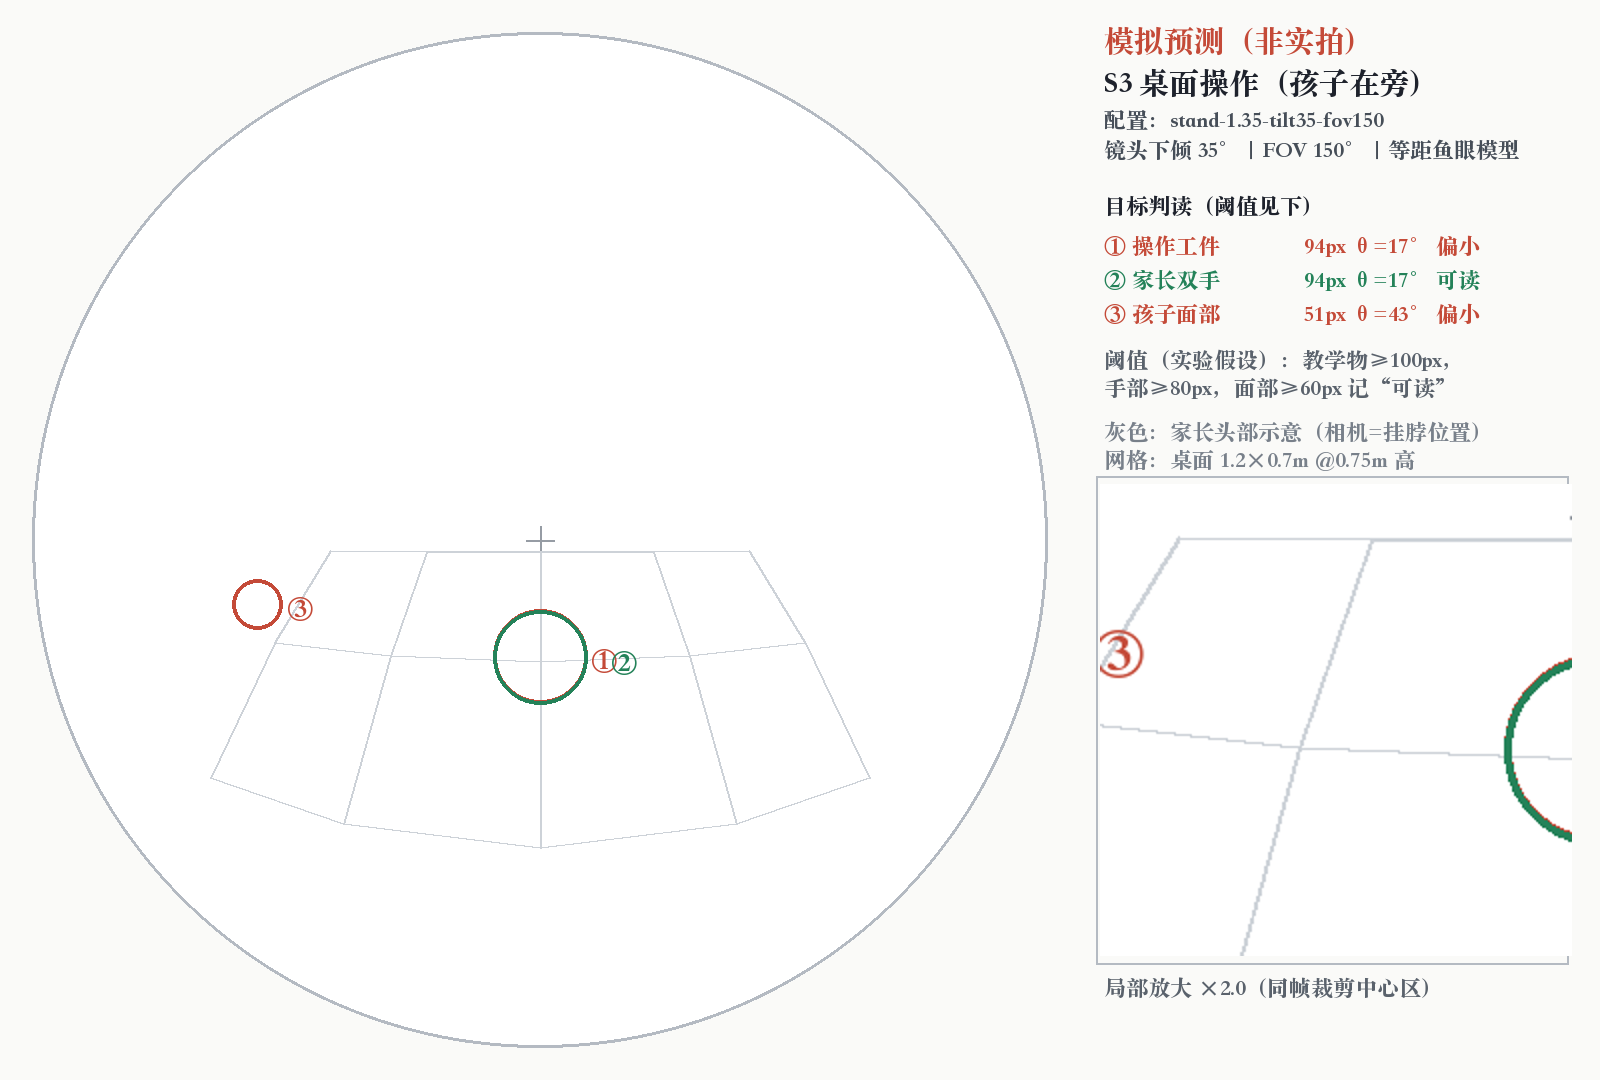 模拟预测（非实拍）
S3 桌面操作（孩子在旁）
配置：stand-1.35-tilt35-fov150
镜头下倾 35° | FOV 150° | 等距鱼眼模型
目标判读（阈值见下）
① 操作工件 94px θ=17° 偏小
② 家长双手 94px θ=17° 可读
③ 孩子面部 51px θ=43° 偏小
阈值（实验假设）：教学物≥100px，
手部≥80px，面部≥60px 记“可读”
灰色：家长头部示意（相机=挂脖位置）
网格：桌面 1.2×0.7m @0.75m 高
③
①②
③
局部放大 ×2.0（同帧裁剪中心区）